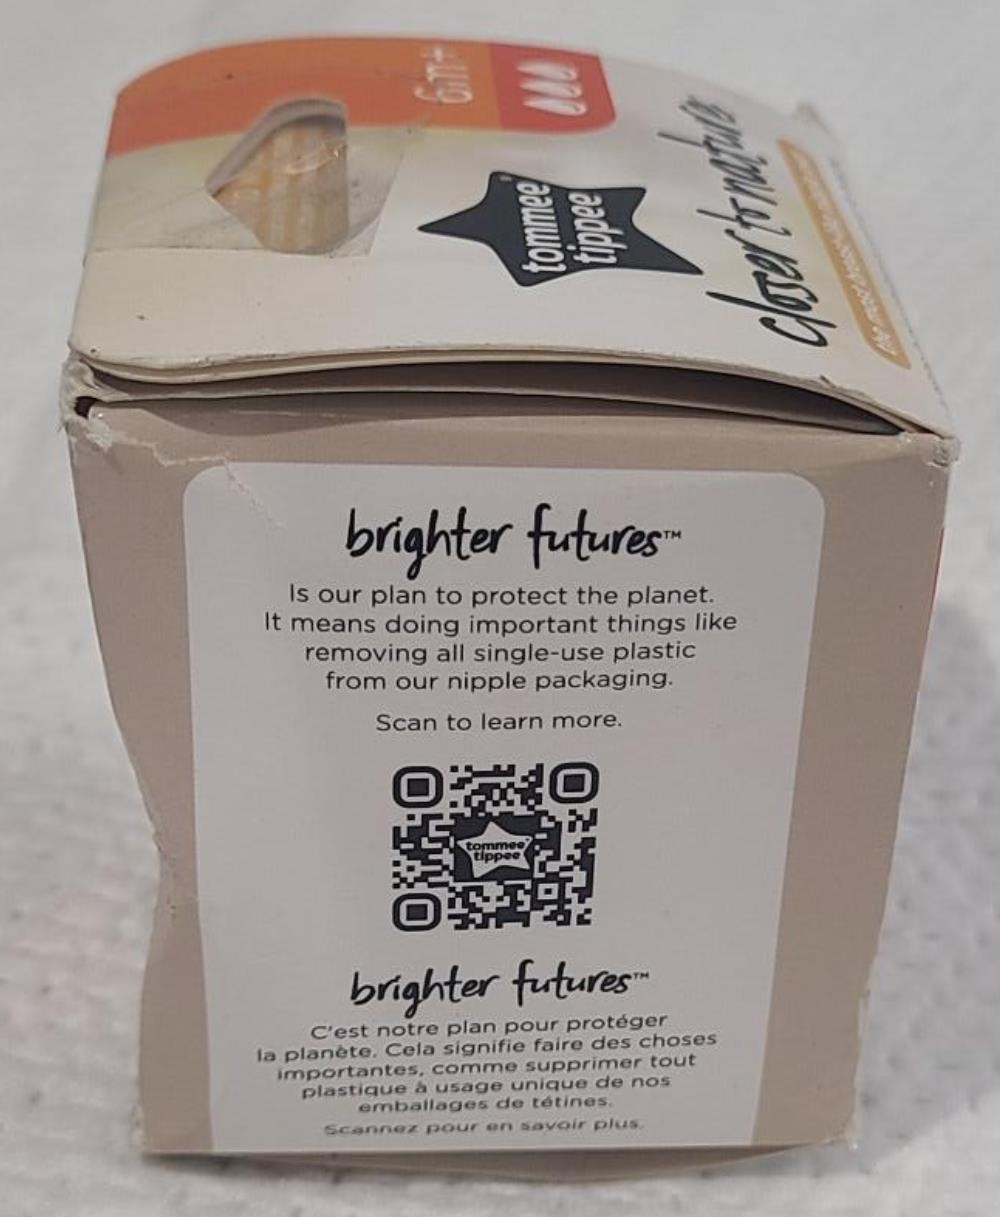 6m+
tommee
tippee
closer to nature
brighter futures™
Is our plan to protect the planet.
It means doing important things like
removing all single-use plastic
from our nipple packaging.
Scan to learn more.
tommee
tippee
brighter futures™
C'est notre plan pour protéger
la planète. Cela signifie faire des choses
importantes, comme supprimer tout
plastique à usage unique de nos
emballages de tétines.
Scannez pour en savoir plus.